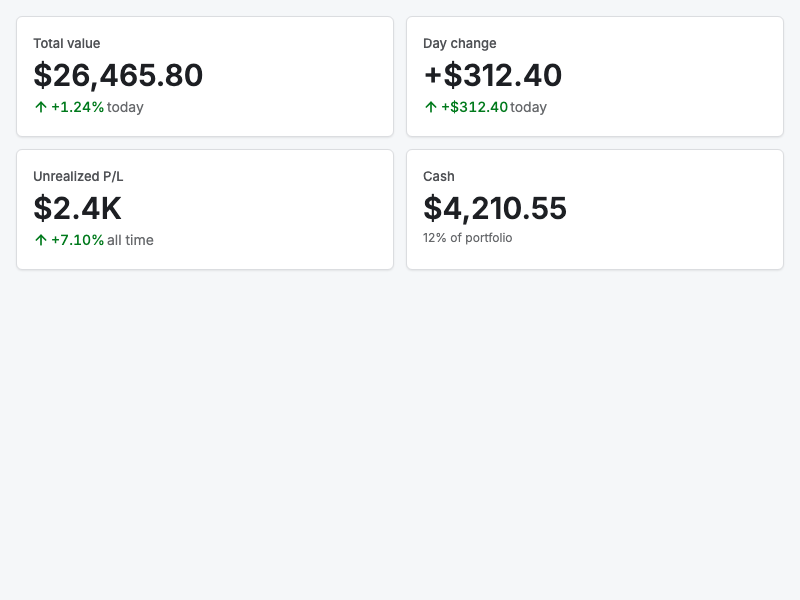 Total value
$26,465.80
↑ +1.24% today
Day change
+$312.40
↑ +$312.40 today
Unrealized P/L
$2.4K
↑ +7.10% all time
Cash
$4,210.55
12% of portfolio